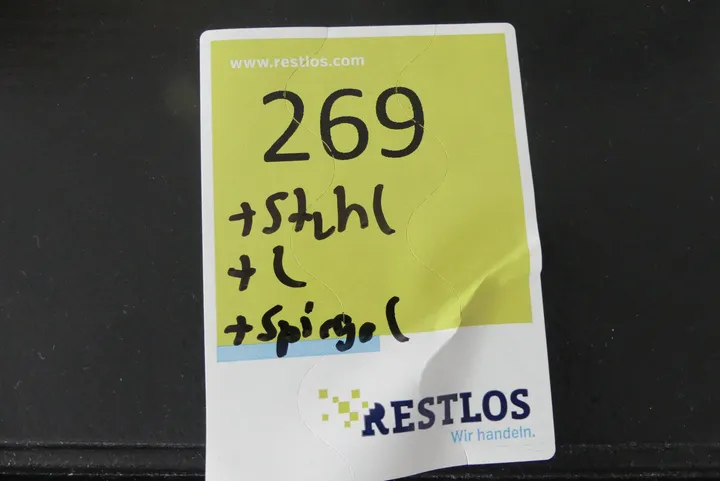 www.restlos.com
269
+Stuhl
+L
+Spiegel
RESTLOS
Wir handeln.